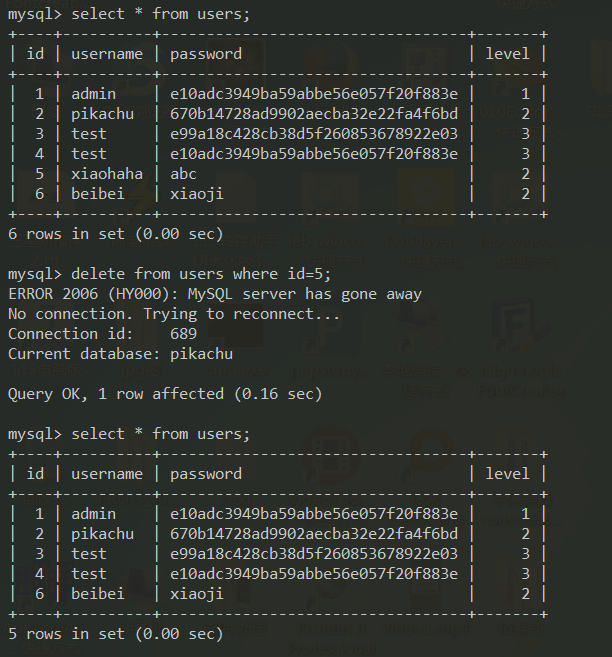 mysql> select * from users;
+----+----------+----------------------------------+-------+
| id | username | password                         | level |
+----+----------+----------------------------------+-------+
|  1 | admin    | e10adc3949ba59abbe56e057f20f883e |     1 |
|  2 | pikachu  | 670b14728ad9902aecba32e22fa4f6bd |     2 |
|  3 | test     | e99a18c428cb38d5f260853678922e03 |     3 |
|  4 | test     | e10adc3949ba59abbe56e057f20f883e |     3 |
|  5 | xiaohaha | abc                              |     2 |
|  6 | beibei   | xiaoji                           |     2 |
+----+----------+----------------------------------+-------+
6 rows in set (0.00 sec)

mysql> delete from users where id=5;
ERROR 2006 (HY000): MySQL server has gone away
No connection. Trying to reconnect...
Connection id:    689
Current database: pikachu

Query OK, 1 row affected (0.16 sec)

mysql> select * from users;
+----+----------+----------------------------------+-------+
| id | username | password                         | level |
+----+----------+----------------------------------+-------+
|  1 | admin    | e10adc3949ba59abbe56e057f20f883e |     1 |
|  2 | pikachu  | 670b14728ad9902aecba32e22fa4f6bd |     2 |
|  3 | test     | e99a18c428cb38d5f260853678922e03 |     3 |
|  4 | test     | e10adc3949ba59abbe56e057f20f883e |     3 |
|  6 | beibei   | xiaoji                           |     2 |
+----+----------+----------------------------------+-------+
5 rows in set (0.00 sec)